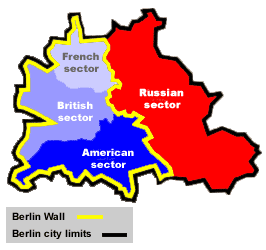 French
sector
Russian
sector
British
sector
American
sector
Berlin Wall
Berlin city limits